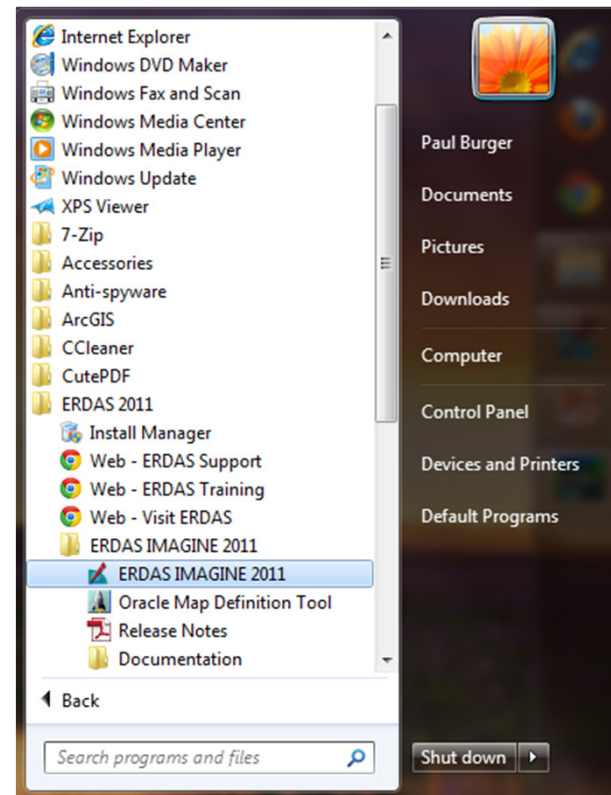 Internet Explorer
Windows DVD Maker
Windows Fax and Scan
Windows Media Center
Windows Media Player
Windows Update
XPS Viewer
7-Zip
Accessories
Anti-spyware
ArcGIS
CCleaner
CutePDF
ERDAS 2011
Install Manager
Web - ERDAS Support
Web - ERDAS Training
Web - Visit ERDAS
ERDAS IMAGINE 2011
ERDAS IMAGINE 2011
Oracle Map Definition Tool
Release Notes
Documentation
Back
Search programs and files
Paul Burger
Documents
Pictures
Downloads
Computer
Control Panel
Devices and Printers
Default Programs
Shut down